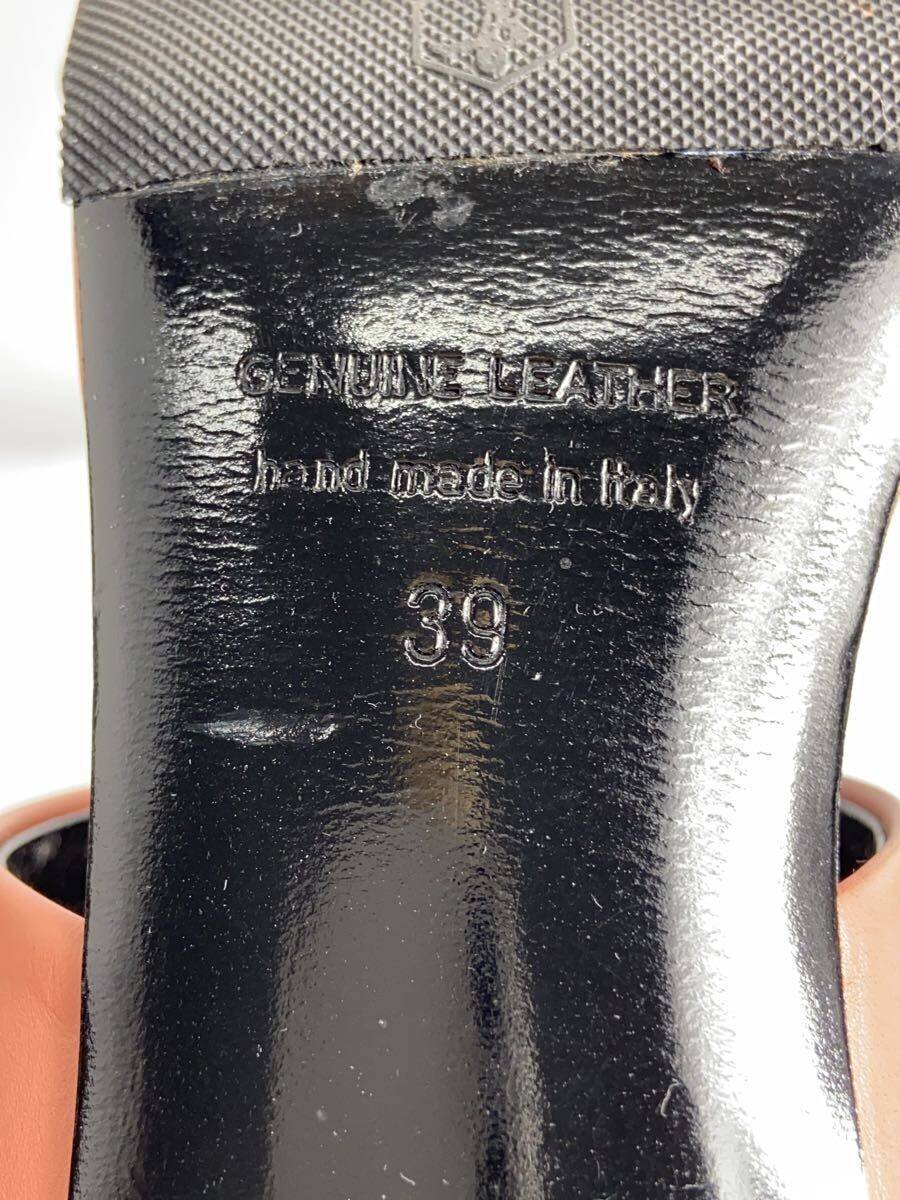 GENUINE LEATHER
hand made in Italy
39